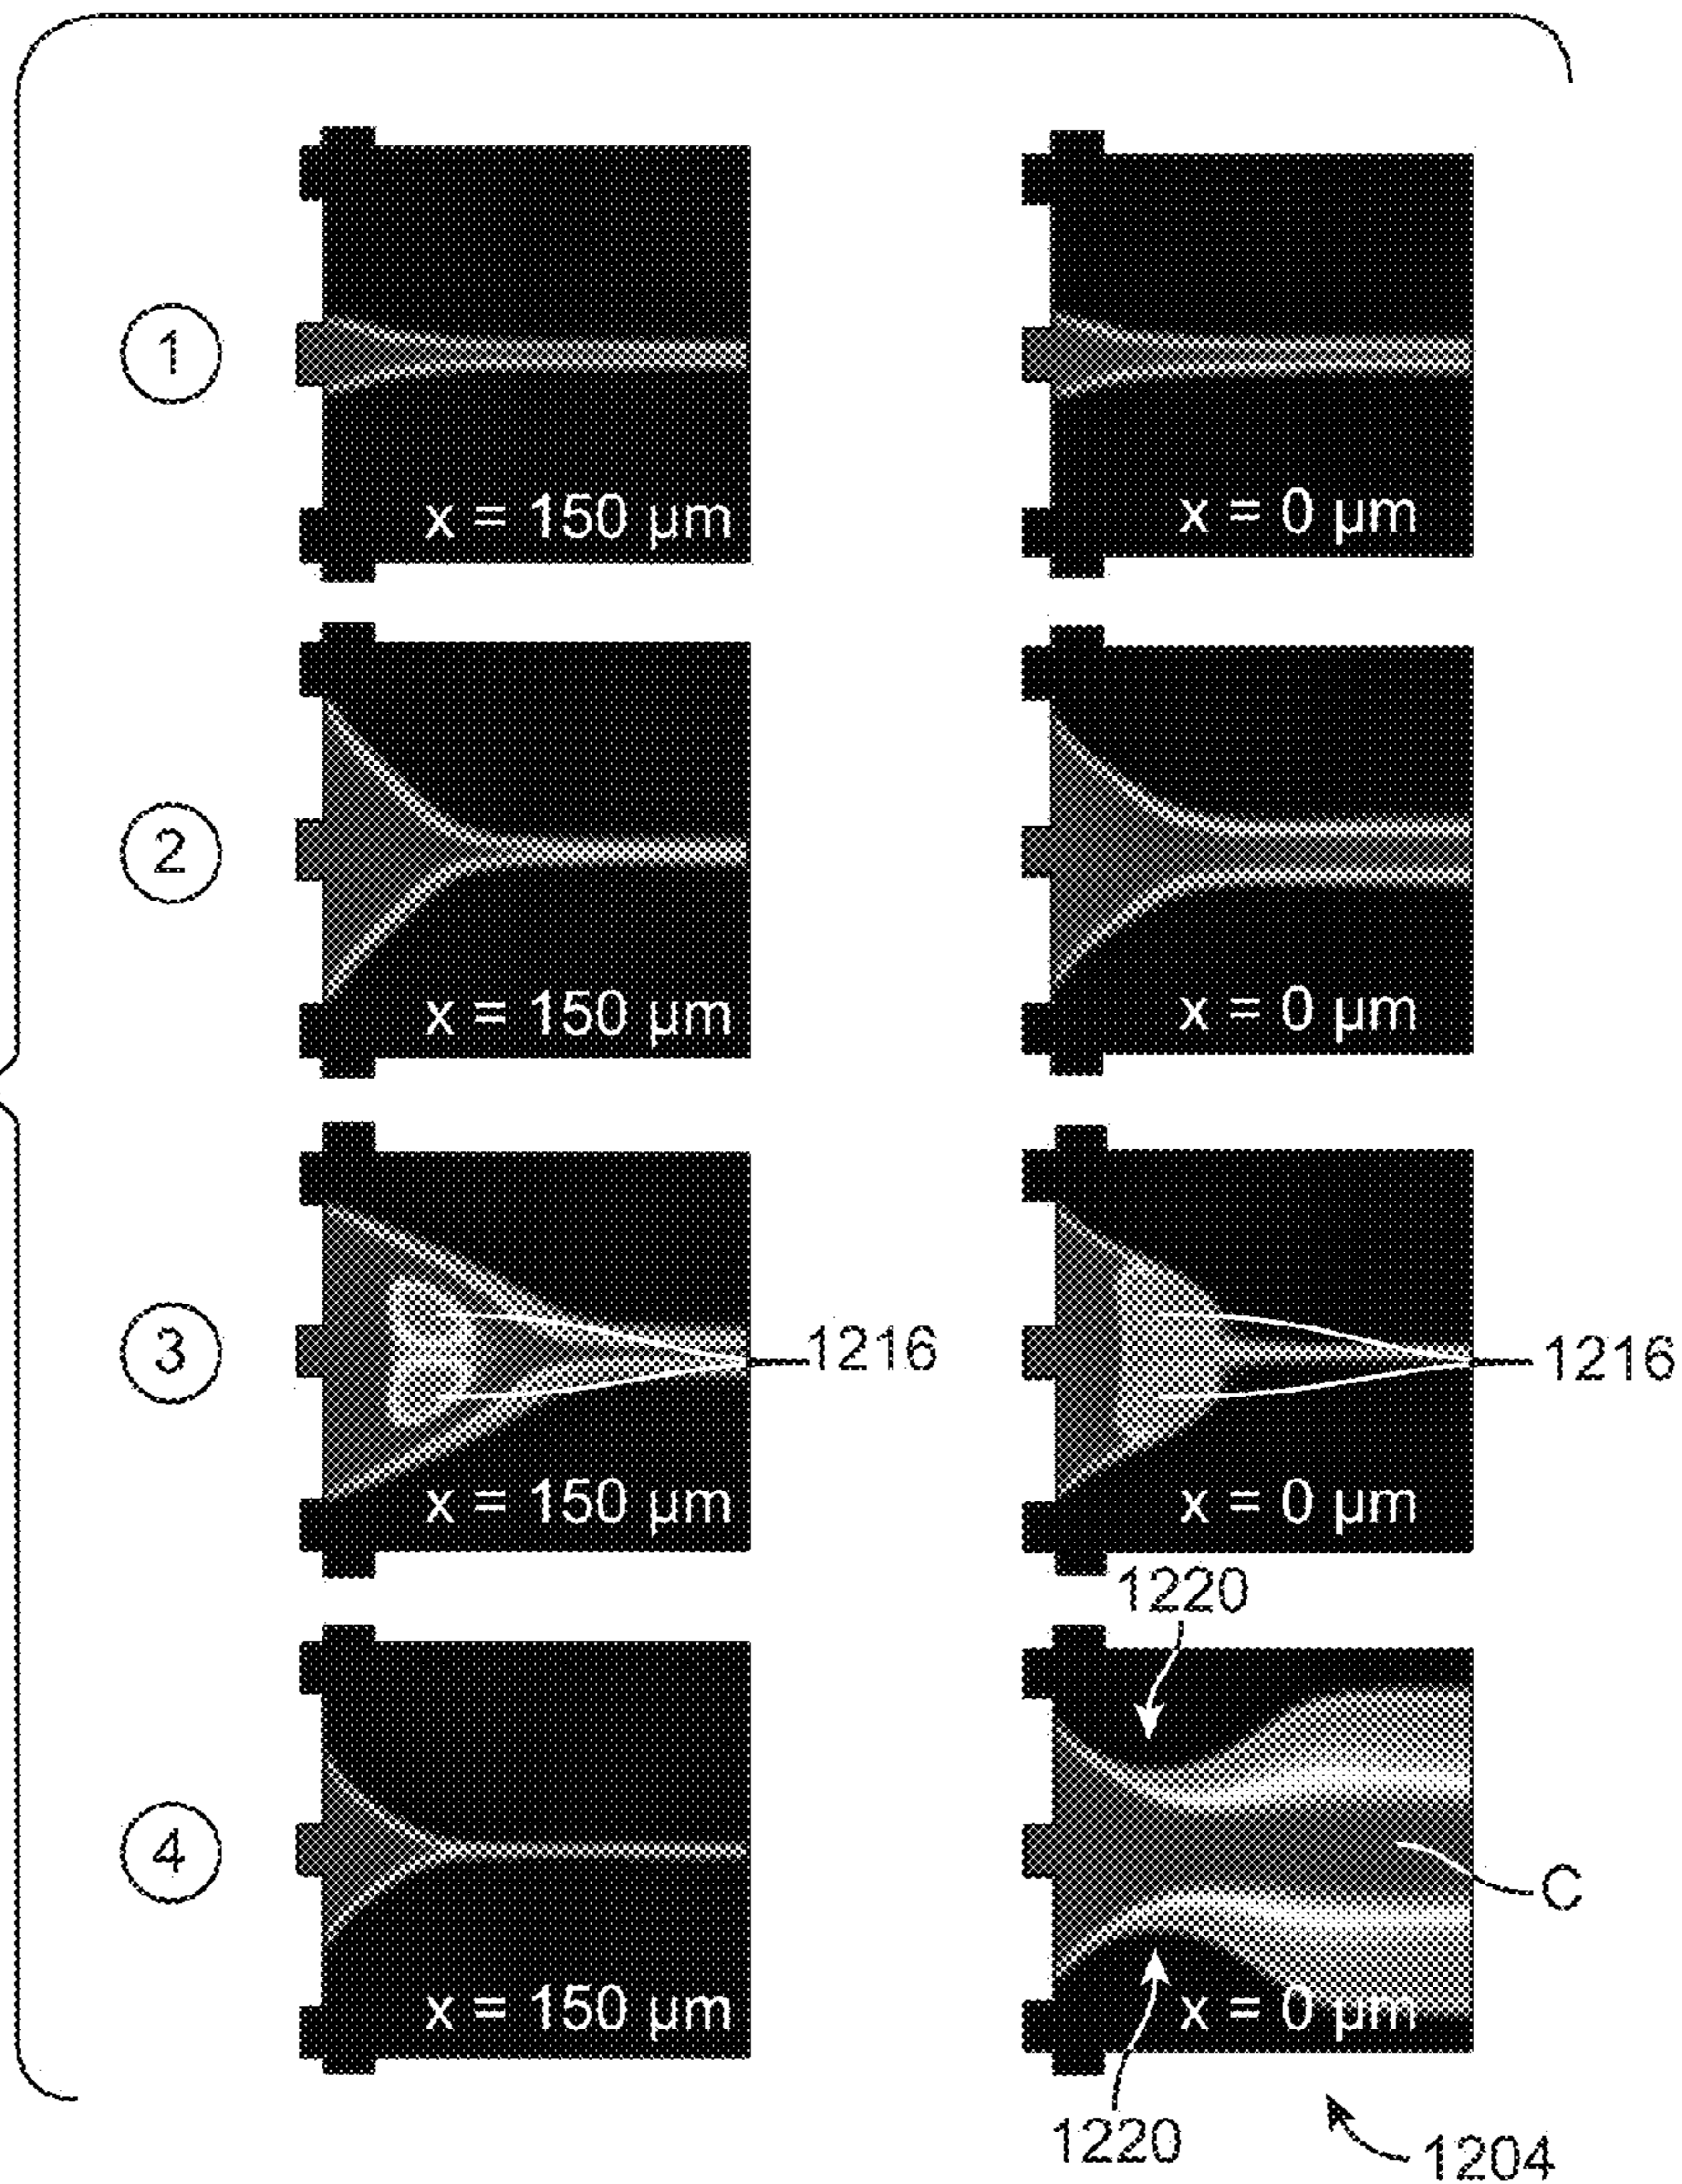 1
x = 150 µm
x = 0 µm
2
x = 150 µm
x = 0 µm
3
1216
1216
x = 150 µm
x = 0 µm
1220
4
C
x = 150 µm
x = 0 µm
1220
1204